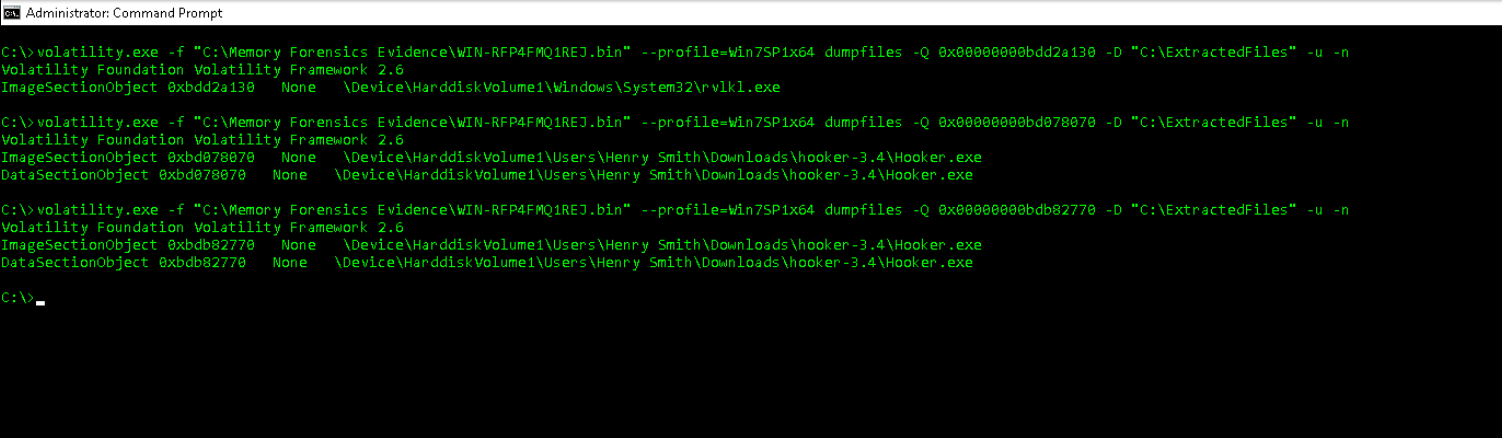 Administrator: Command Prompt
C:\>volatility.exe -f "C:\Memory Forensics Evidence\WIN-RFP4FMQ1REJ.bin" --profile=Win7SP1x64 dumpfiles -Q 0x00000000bdd2a130 -D "C:\ExtractedFiles" -u -n
Volatility Foundation Volatility Framework 2.6
ImageSectionObject 0xbdd2a130   None   \Device\HarddiskVolume1\Windows\System32\rvlkl.exe
C:\>volatility.exe -f "C:\Memory Forensics Evidence\WIN-RFP4FMQ1REJ.bin" --profile=Win7SP1x64 dumpfiles -Q 0x00000000bd078070 -D "C:\ExtractedFiles" -u -n
Volatility Foundation Volatility Framework 2.6
ImageSectionObject 0xbd078070   None   \Device\HarddiskVolume1\Users\Henry Smith\Downloads\hooker-3.4\Hooker.exe
DataSectionObject 0xbd078070   None   \Device\HarddiskVolume1\Users\Henry Smith\Downloads\hooker-3.4\Hooker.exe
C:\>volatility.exe -f "C:\Memory Forensics Evidence\WIN-RFP4FMQ1REJ.bin" --profile=Win7SP1x64 dumpfiles -Q 0x00000000bdb82770 -D "C:\ExtractedFiles" -u -n
Volatility Foundation Volatility Framework 2.6
ImageSectionObject 0xbdb82770   None   \Device\HarddiskVolume1\Users\Henry Smith\Downloads\hooker-3.4\Hooker.exe
DataSectionObject 0xbdb82770   None   \Device\HarddiskVolume1\Users\Henry Smith\Downloads\hooker-3.4\Hooker.exe
C:\>